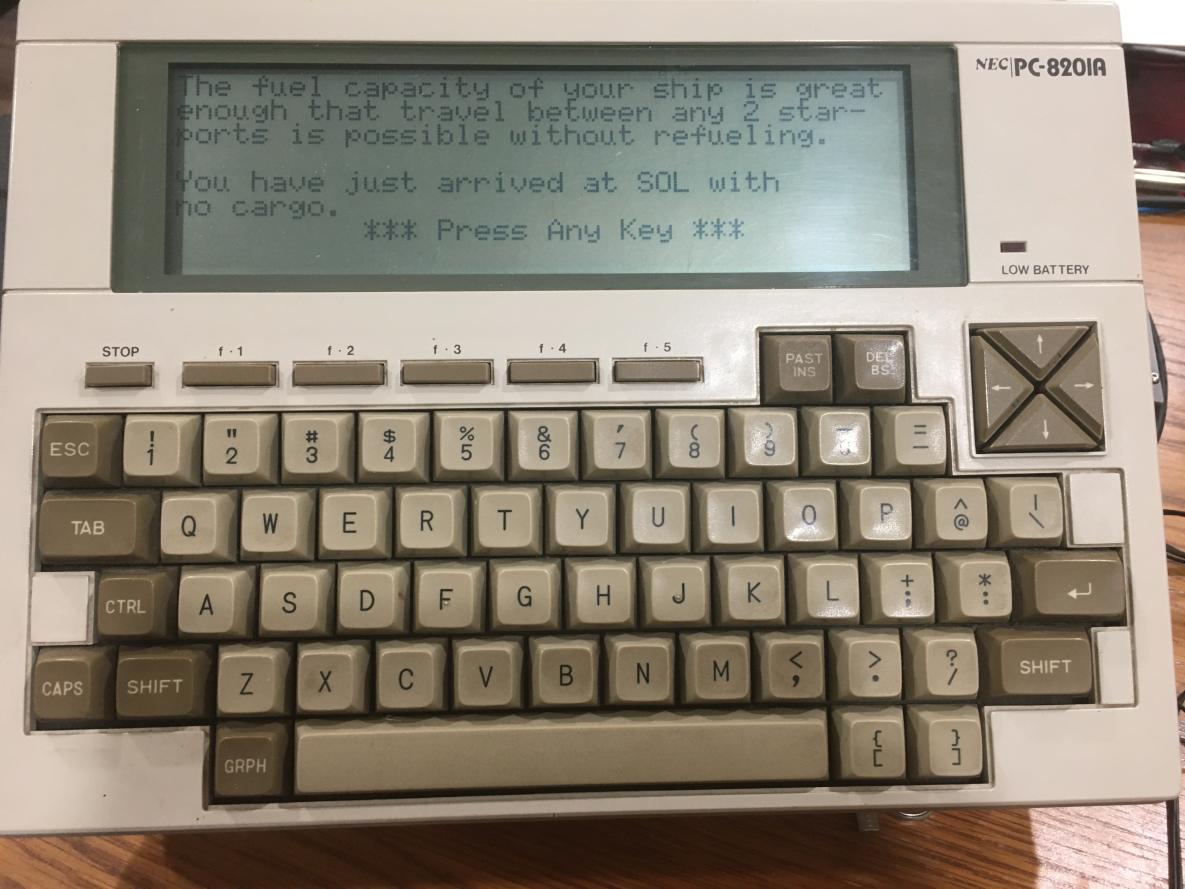 NEC PC-8201A
The fuel capacity of your ship is great
enough that travel between any 2 star-
ports is possible without refueling.
You have just arrived at SOL with
no cargo.
*** Press Any Key ***
LOW BATTERY
STOP f·1 f·2 f·3 f·4 f·5
PAST DEL ↑
INS BS ← →
↓
! " # $ % & ' ( ) =
ESC 1 2 3 4 5 6 7 8 9 -
TAB Q W E R T Y U I O P ^ @ | \
CTRL A S D F G H J K L + ; * : ↵
CAPS SHIFT Z X C V B N M < , > . ? / SHIFT
GRPH { [ } ]